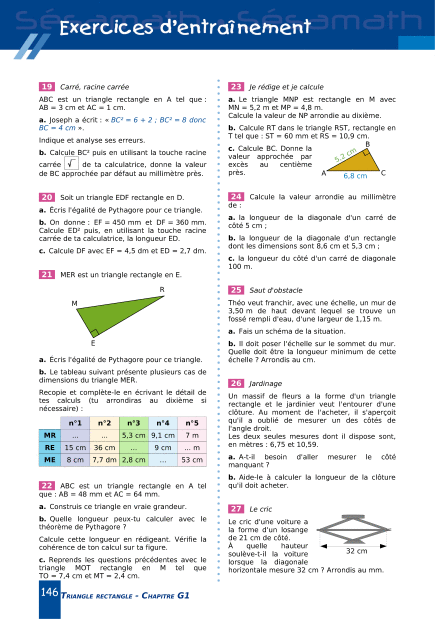 Sésamath
Sésamath
Exercices d'entraînement
19 Carré, racine carrée
ABC est un triangle rectangle en A tel que :
AB = 3 cm et AC = 1 cm.
a. Joseph a écrit : « BC² = 6 + 2 ; BC² = 8 donc
BC = 4 cm ».
Indique et analyse ses erreurs.
b. Calcule BC² puis en utilisant la touche racine
carrée √ de ta calculatrice, donne la valeur
de BC approchée par défaut au millimètre près.
20 Soit un triangle EDF rectangle en D.
a. Écris l'égalité de Pythagore pour ce triangle.
b. On donne : EF = 450 mm et DF = 360 mm.
Calcule ED² puis, en utilisant la touche racine
carrée de ta calculatrice, la longueur ED.
c. Calcule DF avec EF = 4,5 dm et ED = 2,7 dm.
21 MER est un triangle rectangle en E.
R
M
E
a. Écris l'égalité de Pythagore pour ce triangle.
b. Le tableau suivant présente plusieurs cas de
dimensions du triangle MER.
Recopie et complète-le en écrivant le détail de
tes calculs (tu arrondiras au dixième si
nécessaire) :
n°1 n°2 n°3 n°4 n°5
MR ... ... 5,3 cm 9,1 cm 7 m
RE 15 cm 36 cm ... 9 cm ... m
ME 8 cm 7,7 dm 2,8 cm ... 53 cm
22 ABC est un triangle rectangle en A tel
que : AB = 48 mm et AC = 64 mm.
a. Construis ce triangle en vraie grandeur.
b. Quelle longueur peux-tu calculer avec le
théorème de Pythagore ?
Calcule cette longueur en rédigeant. Vérifie la
cohérence de ton calcul sur ta figure.
c. Reprends les questions précédentes avec le
triangle MOT rectangle en M tel que
TO = 7,4 cm et MT = 2,4 cm.
23 Je rédige et je calcule
a. Le triangle MNP est rectangle en M avec
MN = 5,2 m et MP = 4,8 m.
Calcule la valeur de NP arrondie au dixième.
b. Calcule RT dans le triangle RST, rectangle en
T tel que : ST = 60 mm et RS = 10,9 cm.
c. Calcule BC. Donne la
valeur approchée par
excès au centième
près.
B
5,2 cm
A
6,8 cm
C
24 Calcule la valeur arrondie au millimètre
de :
a. la longueur de la diagonale d'un carré de
côté 5 cm ;
b. la longueur de la diagonale d'un rectangle
dont les dimensions sont 8,6 cm et 5,3 cm ;
c. la longueur du côté d'un carré de diagonale
100 m.
25 Saut d'obstacle
Théo veut franchir, avec une échelle, un mur de
3,50 m de haut devant lequel se trouve un
fossé rempli d'eau, d'une largeur de 1,15 m.
a. Fais un schéma de la situation.
b. Il doit poser l'échelle sur le sommet du mur.
Quelle doit être la longueur minimum de cette
échelle ? Arrondis au cm.
26 Jardinage
Un massif de fleurs a la forme d'un triangle
rectangle et le jardinier veut l'entourer d'une
clôture. Au moment de l'acheter, il s'aperçoit
qu'il a oublié de mesurer un des côtés de
l'angle droit.
Les deux seules mesures dont il dispose sont,
en mètres : 6,75 et 10,59.
a. A-t-il besoin d'aller mesurer le côté
manquant ?
b. Aide-le à calculer la longueur de la clôture
qu'il doit acheter.
27 Le cric
Le cric d'une voiture a
la forme d'un losange
de 21 cm de côté.
À quelle hauteur
soulève-t-il la voiture
lorsque la diagonale
horizontale mesure 32 cm ? Arrondis au mm.
32 cm
146 Triangle rectangle - Chapitre G1